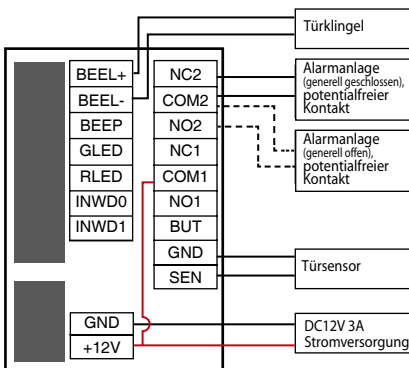 BEEL+
BEEL-
BEEP
GLED
RLED
INWD0
INWD1
GND
+12V
NC2
COM2
NO2
NC1
COM1
NO1
BUT
GND
SEN
Türklingel
Alarmanlage
(generell geschlossen),
potentialfreier
Kontakt
Alarmanlage
(generell offen),
potentialfreier
Kontakt
Türsensor
DC12V 3A
Stromversorgung